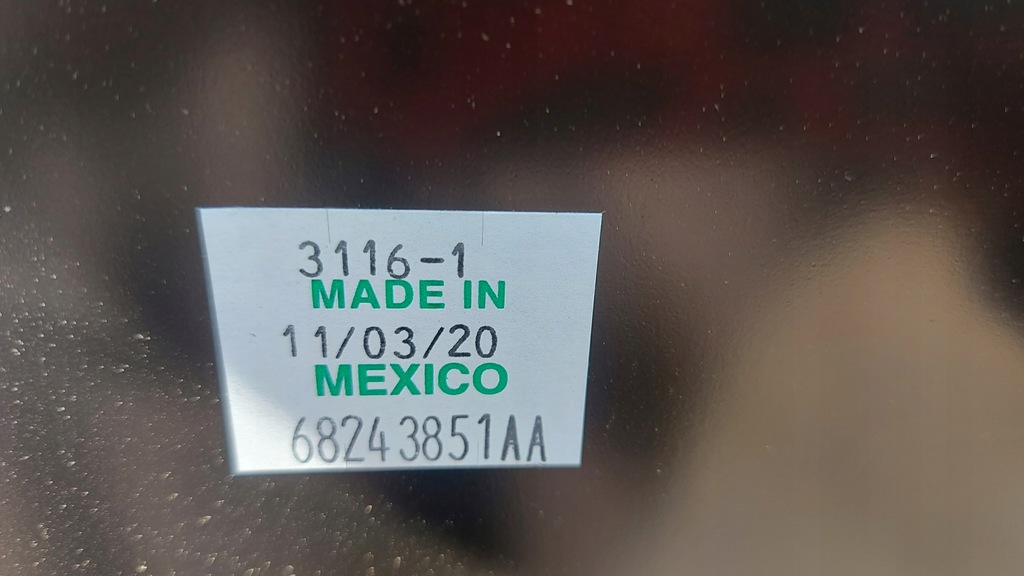 3116-1
MADE IN
11/03/20
MEXICO
68243851AA